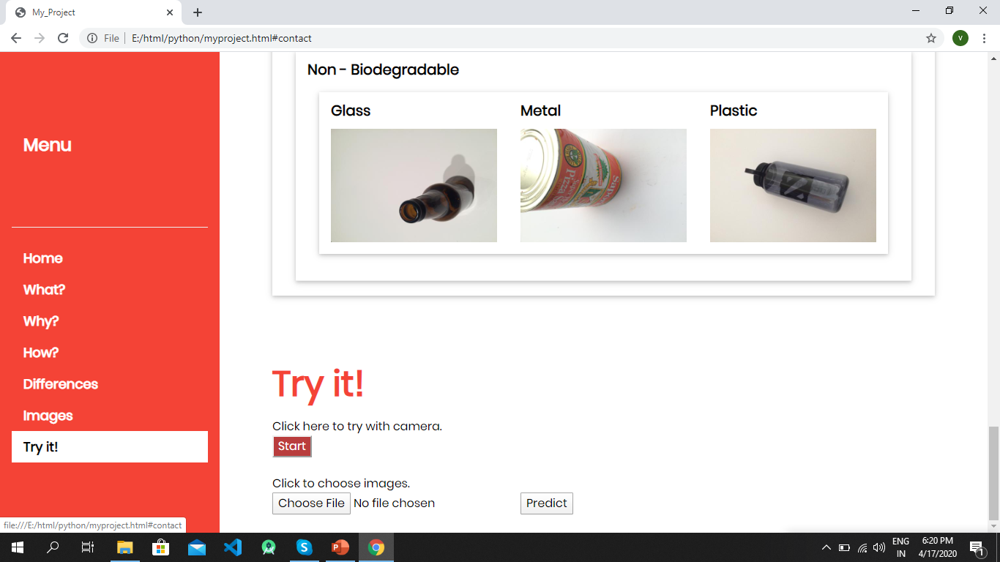 My_Project
File
E:/html/python/myproject.html#contact
V
Menu
Home
What?
Why?
How?
Differences
Images
Try it!
Non - Biodegradable
Glass
Metal
Plastic
Pizza
Try it!
Click here to try with camera.
Start
Click to choose images.
Choose File No file chosen
Predict
file:///E:/html/python/myproject.html#contact
ENG
IN
6:20 PM
4/17/2020
1